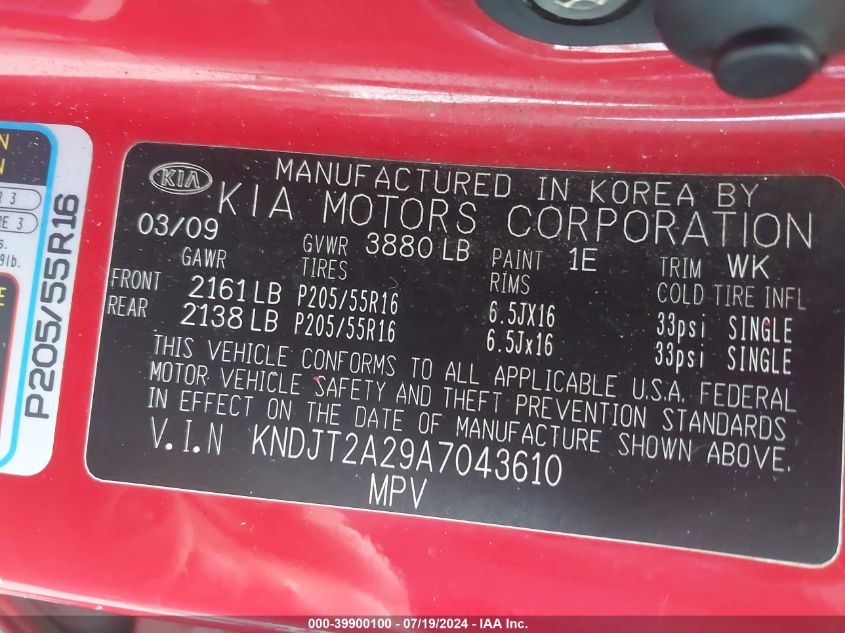 MANUFACTURED IN KOREA BY
KIA KIA MOTORS CORPORATION
03/09 GVWR 3880 LB PAINT 1E TRIM WK
GAWR TIRES RIMS COLD TIRE INFL
FRONT 2161 LB P205/55R16 6.5JX16 33psi SINGLE
REAR 2138 LB P205/55R16 6.5Jx16 33psi SINGLE
THIS VEHICLE CONFORMS TO ALL APPLICABLE U.S.A. FEDERAL
MOTOR VEHICLE SAFETY AND THEFT PREVENTION STANDARDS
IN EFFECT ON THE DATE OF MANUFACTURE SHOWN ABOVE.
V.I.N KNDJT2A29A7043610
MPV
P205/55R16
000-39900100 / 07/19/2024 - IAA Inc.